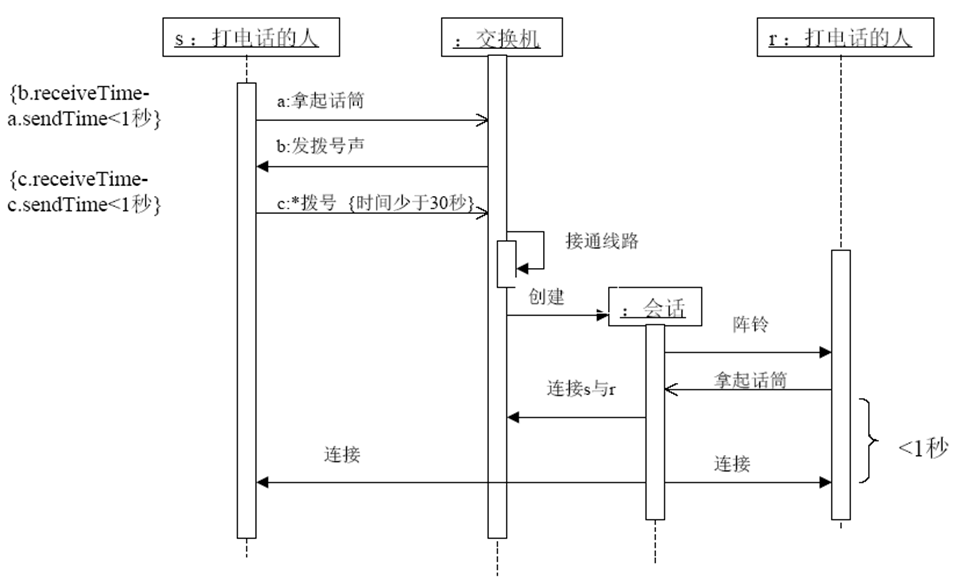 s：打电话的人
：交换机
r：打电话的人
{b.receiveTime-
a.sendTime<1秒}
a:拿起话筒
b:发拨号声
{c.receiveTime-
c.sendTime<1秒}
c:*拨号 {时间少于30秒}
接通线路
创建
：会话
阵铃
拿起话筒
连接s与r
<1秒
连接
连接